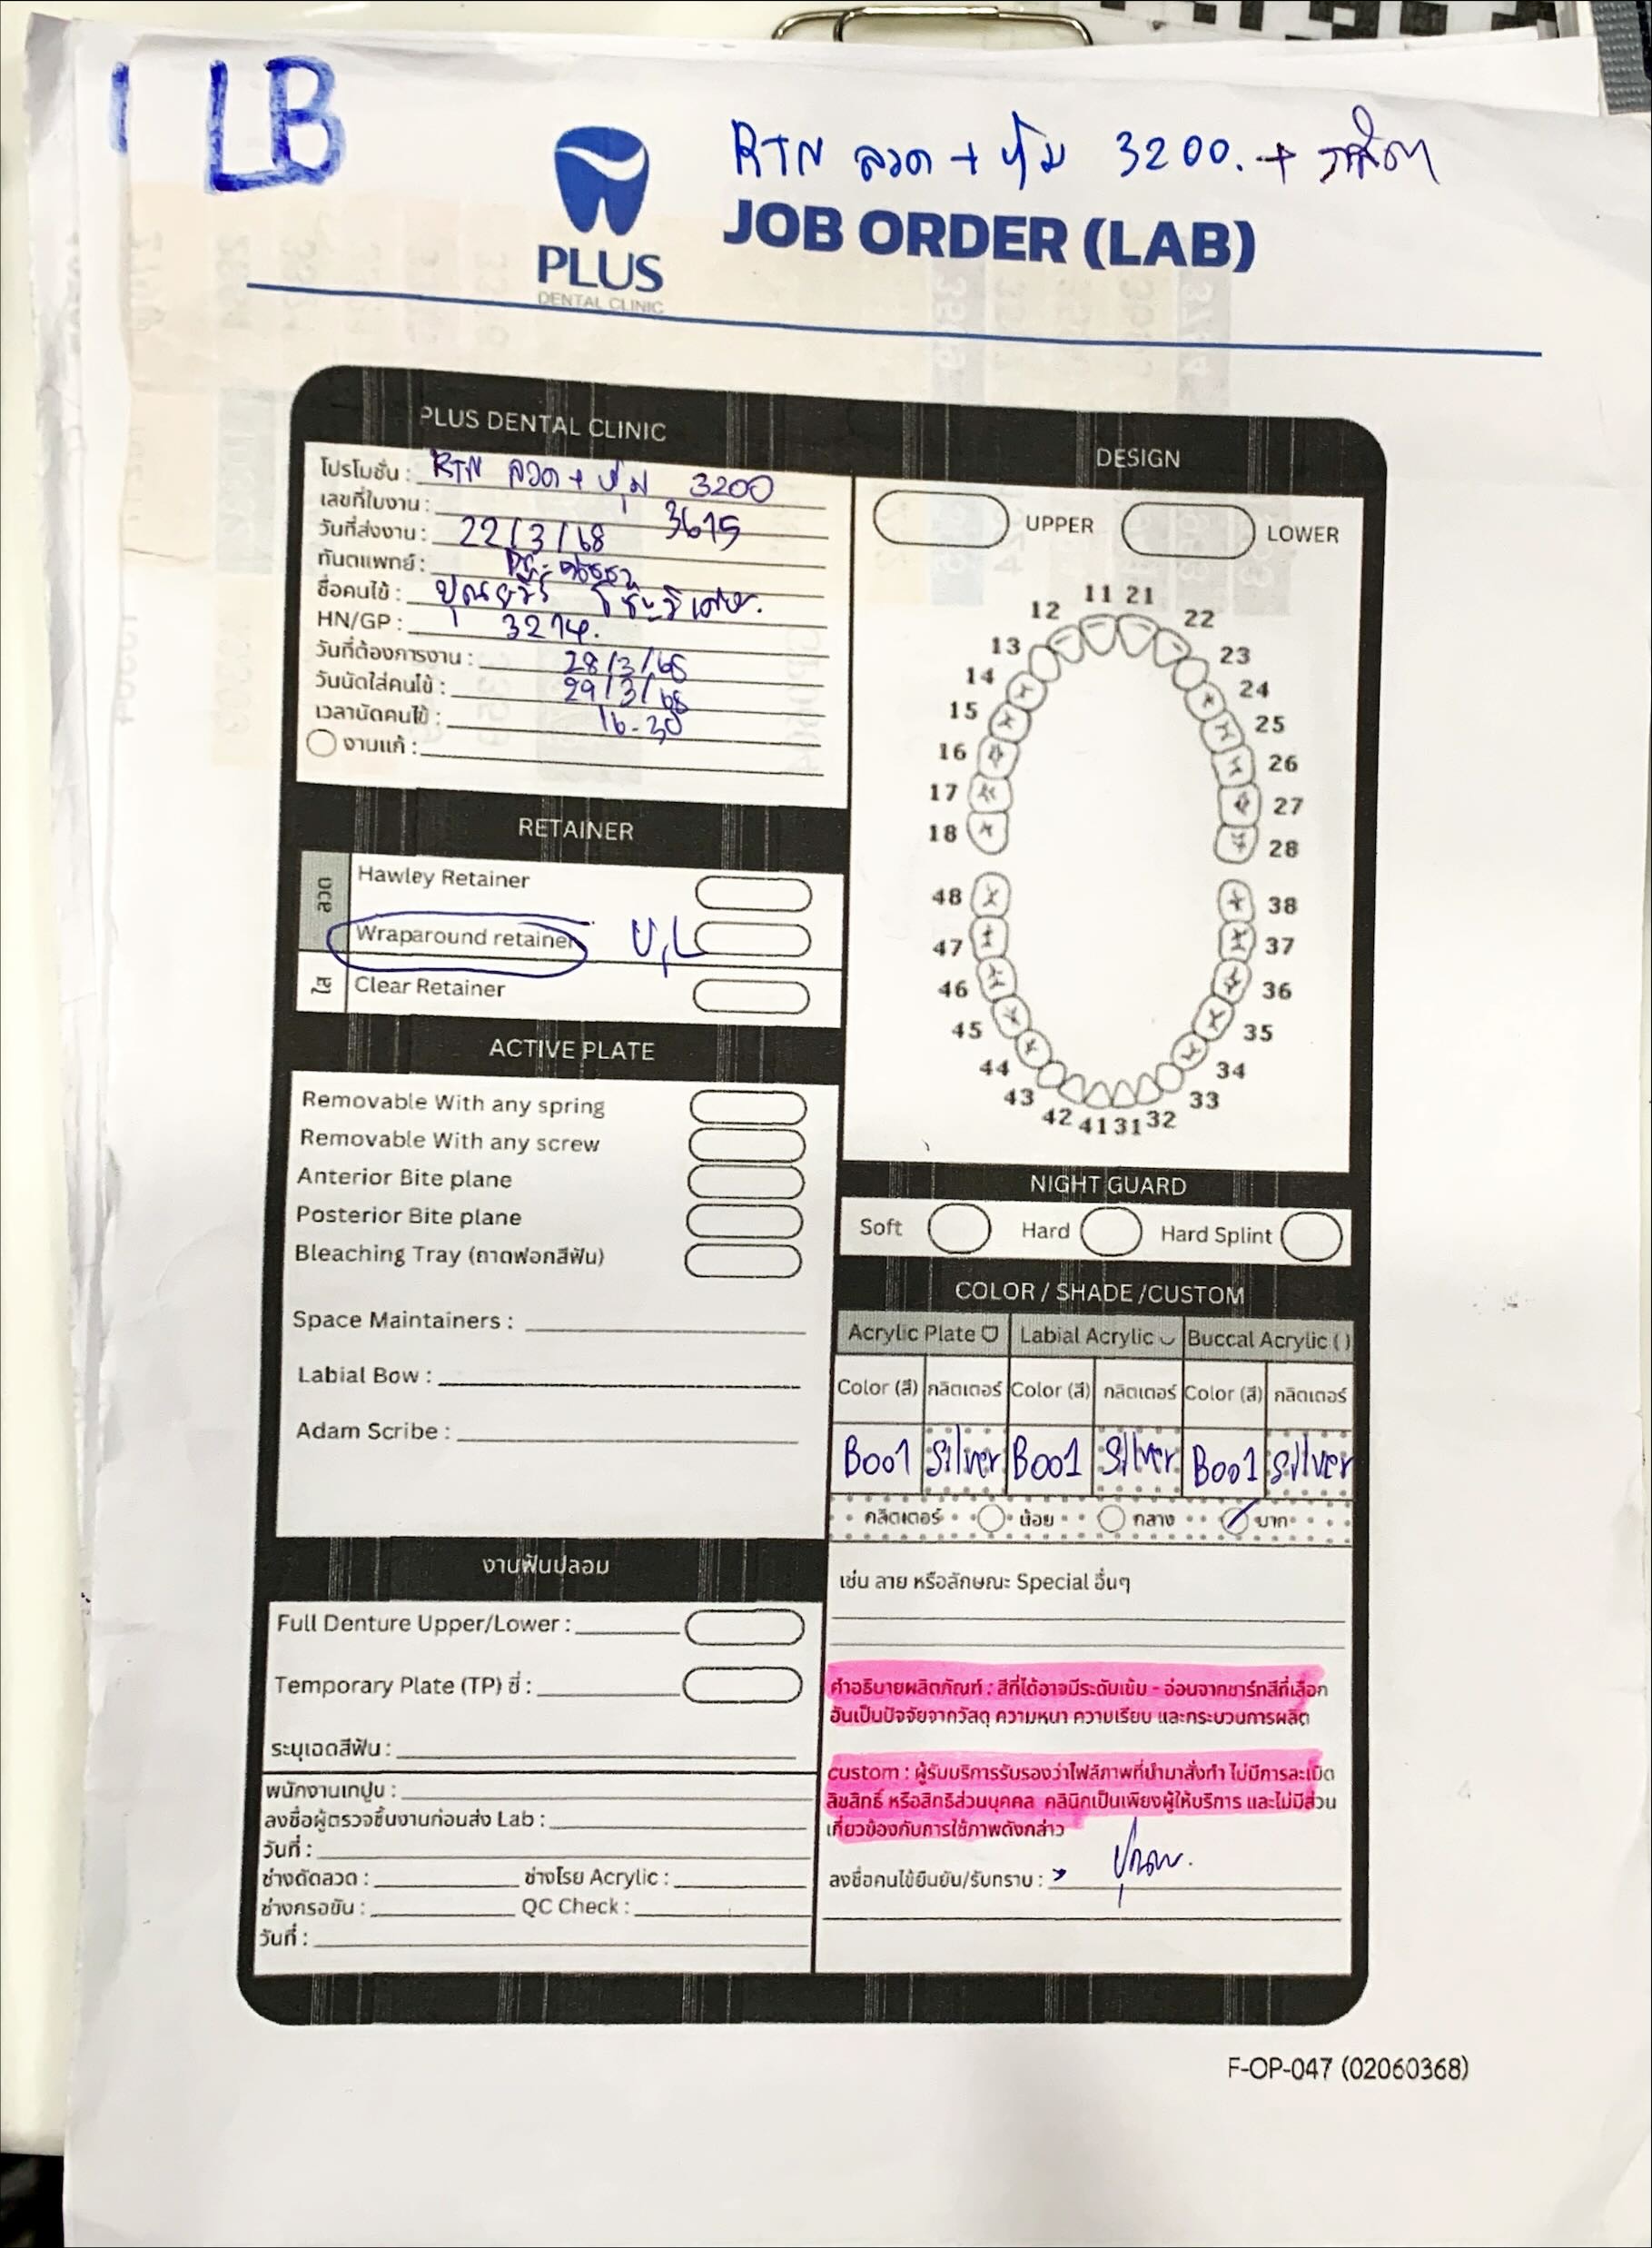 LB
RTN ลวด + หุ้ม 3200. +
PLUS
DENTAL CLINIC
JOB ORDER (LAB)
PLUS DENTAL CLINIC
โปรโมชั่น : RTN ลวด + หุ้ม 3200
เลขที่ใบงาน : 3615
วันที่ส่งงาน : 22/3/68
ทันตแพทย์ :
ชื่อคนไข้ :
HN/GP : 3274.
วันที่ต้องการงาน : 28/3/68
วันนัดใส่คนไข้ : 29/3/68
เวลานัดคนไข้ : 16-30
งานแก้ :
RETAINER
ลวด
Hawley Retainer
Wraparound retainer U,L
ใส
Clear Retainer
ACTIVE PLATE
Removable With any spring
Removable With any screw
Anterior Bite plane
Posterior Bite plane
Bleaching Tray (ถาดฟอกสีฟัน)
Space Maintainers :
Labial Bow :
Adam Scribe :
งานฟันปลอม
Full Denture Upper/Lower :
Temporary Plate (TP) ซี่ :
ระบุเฉดสีฟัน :
พนักงานเทปูน :
ลงชื่อผู้ตรวจชิ้นงานก่อนส่ง Lab :
วันที่ :
ช่างดัดลวด : ช่างโรย Acrylic :
ช่างกรอขัน : QC Check :
วันที่ :
DESIGN
UPPER LOWER
11 21
12 22
13 23
14 24
15 25
16 26
17 27
18 28
48 38
47 37
46 36
45 35
44 34
43 33
42 41 31 32
NIGHT GUARD
Soft Hard Hard Splint
COLOR / SHADE /CUSTOM
Acrylic Plate Labial Acrylic Buccal Acrylic ( )
Color (สี) กลิตเตอร์ Color (สี) กลิตเตอร์ Color (สี) กลิตเตอร์
B001 Silver B001 Silver B001 Silver
กลิตเตอร์ น้อย กลาง มาก
เช่น ลาย หรือลักษณะ Special อื่นๆ
คำอธิบายผลิตภัณฑ์ : สีที่ได้อาจมีระดับเข้ม - อ่อนจากชาร์ทสีที่เลือก
อันเป็นปัจจัยจากวัสดุ ความหนา ความเรียบ และกระบวนการผลิต
custom : ผู้รับบริการรับรองว่าไฟล์ภาพที่นำมาสั่งทำ ไม่มีการละเมิด
ลิขสิทธิ์ หรือสิทธิส่วนบุคคล คลินิกเป็นเพียงผู้ให้บริการ และไม่มีส่วน
เกี่ยวข้องกับการใช้ภาพดังกล่าว
ลงชื่อคนไข้ยืนยัน/รับทราบ :
F-OP-047 (02060368)